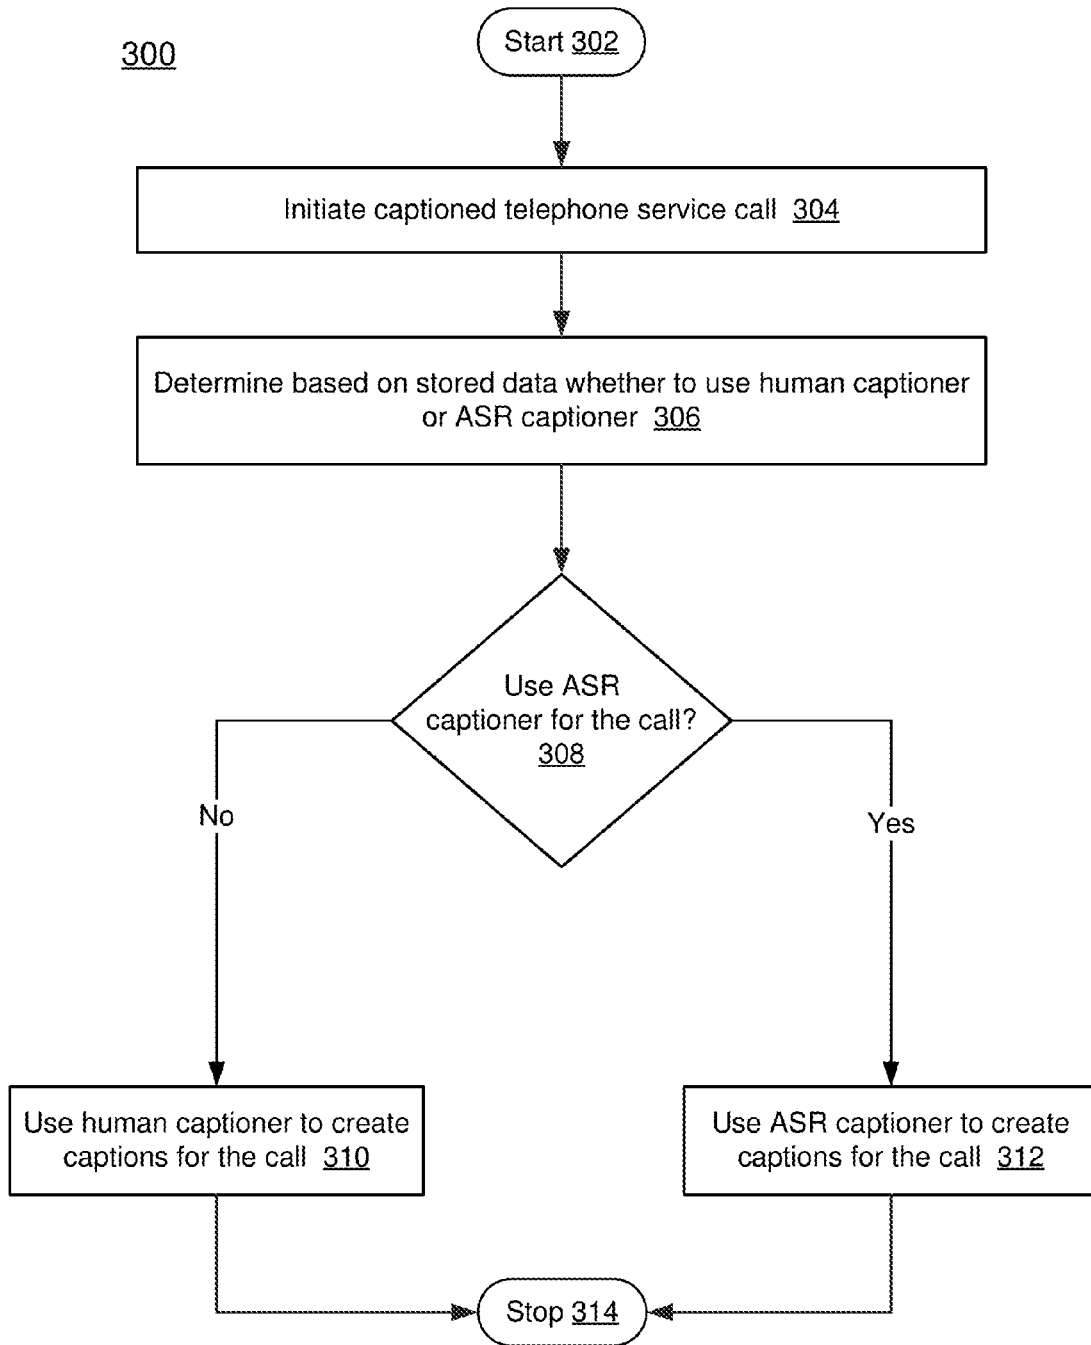 300
Start 302
Initiate captioned telephone service call 304
Determine based on stored data whether to use human captioner
or ASR captioner 306
Use ASR
captioner for the call?
308
No
Yes
Use human captioner to create
captions for the call 310
Use ASR captioner to create
captions for the call 312
Stop 314